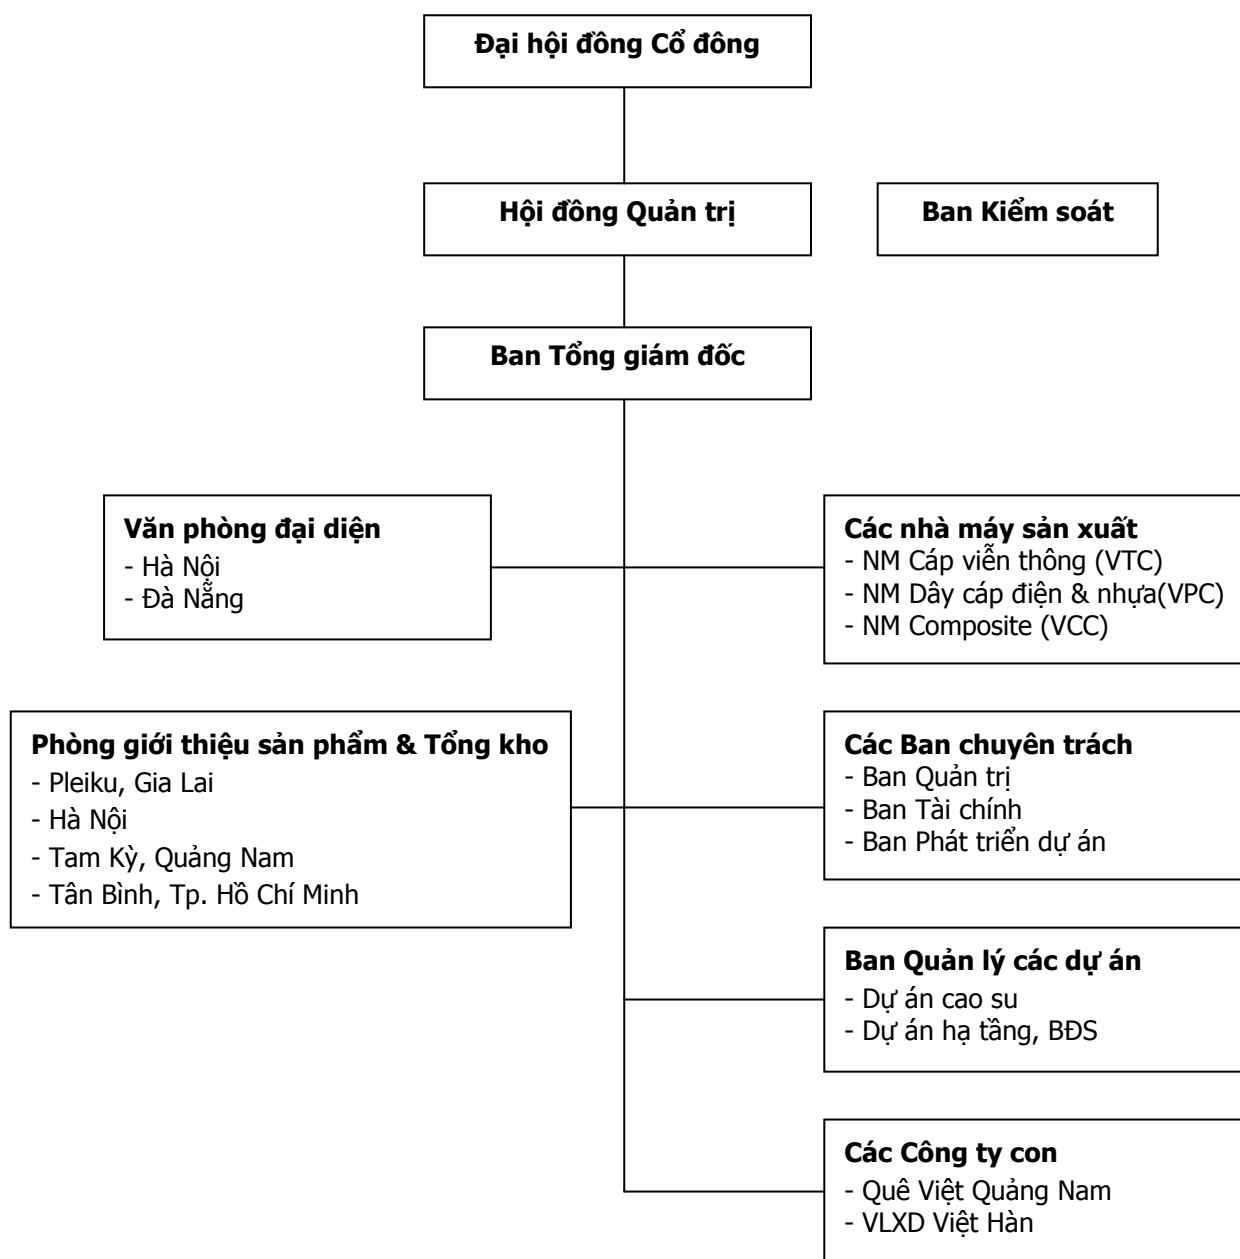 Đại hội đồng Cổ đông
Hội đồng Quản trị
Ban Kiểm soát
Ban Tổng giám đốc
Văn phòng đại diện
- Hà Nội
- Đà Nẵng
Các nhà máy sản xuất
- NM Cáp viễn thông (VTC)
- NM Dây cáp điện & nhựa(VPC)
- NM Composite (VCC)
Phòng giới thiệu sản phẩm & Tổng kho
- Pleiku, Gia Lai
- Hà Nội
- Tam Kỳ, Quảng Nam
- Tân Bình, Tp. Hồ Chí Minh
Các Ban chuyên trách
- Ban Quản trị
- Ban Tài chính
- Ban Phát triển dự án
Ban Quản lý các dự án
- Dự án cao su
- Dự án hạ tầng, BĐS
Các Công ty con
- Quê Việt Quảng Nam
- VLXD Việt Hàn